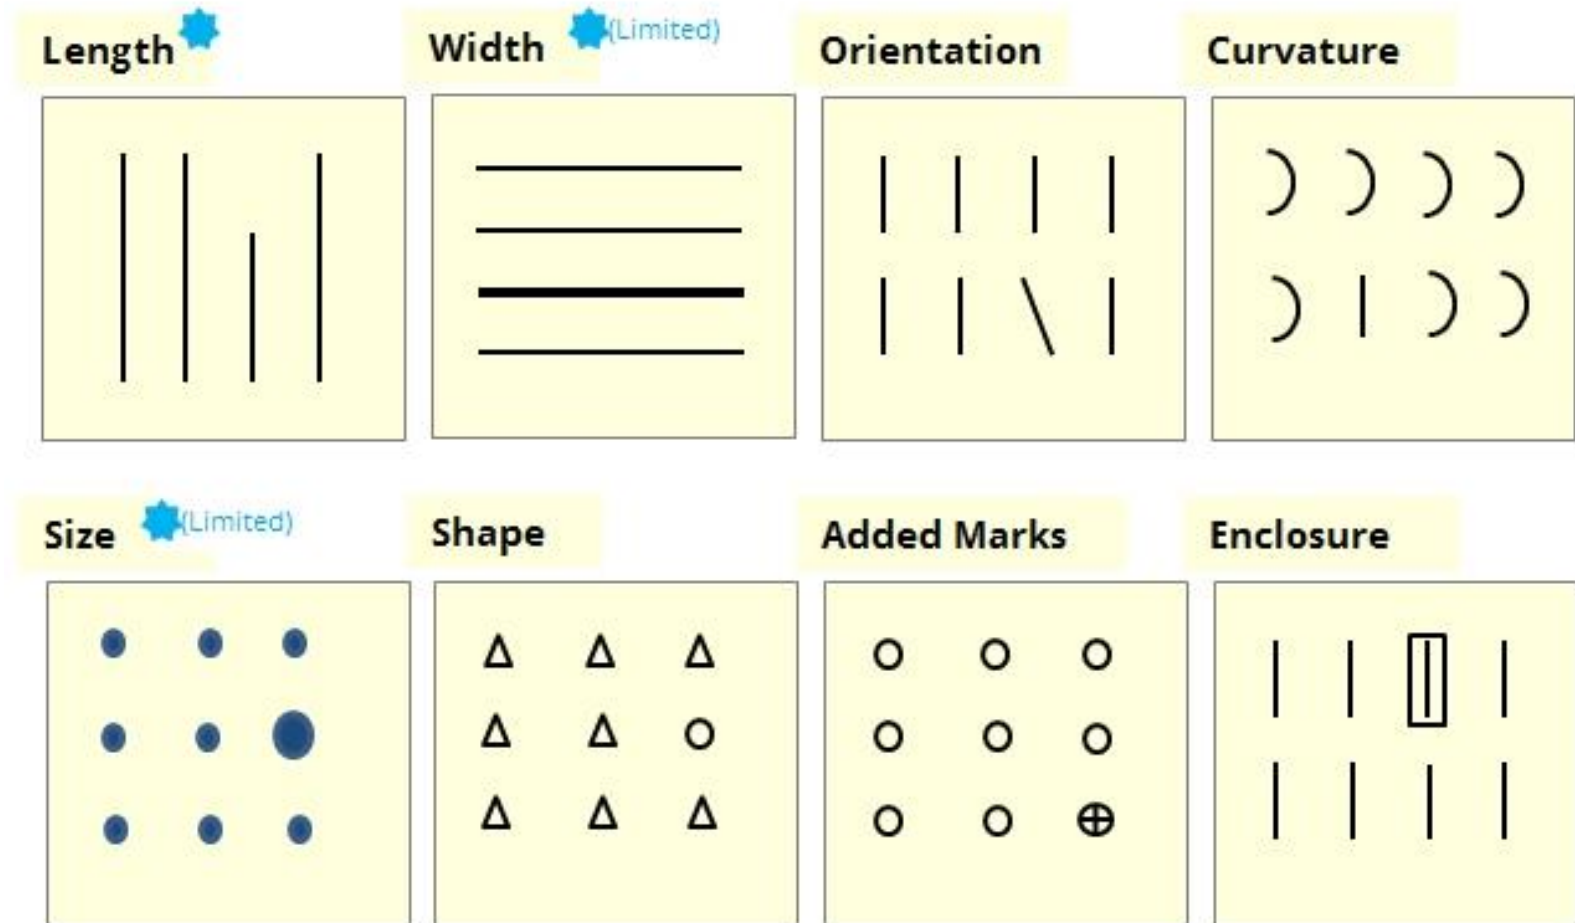 Length
Width (Limited)
Orientation
Curvature
Size (Limited)
Shape
Added Marks
Enclosure